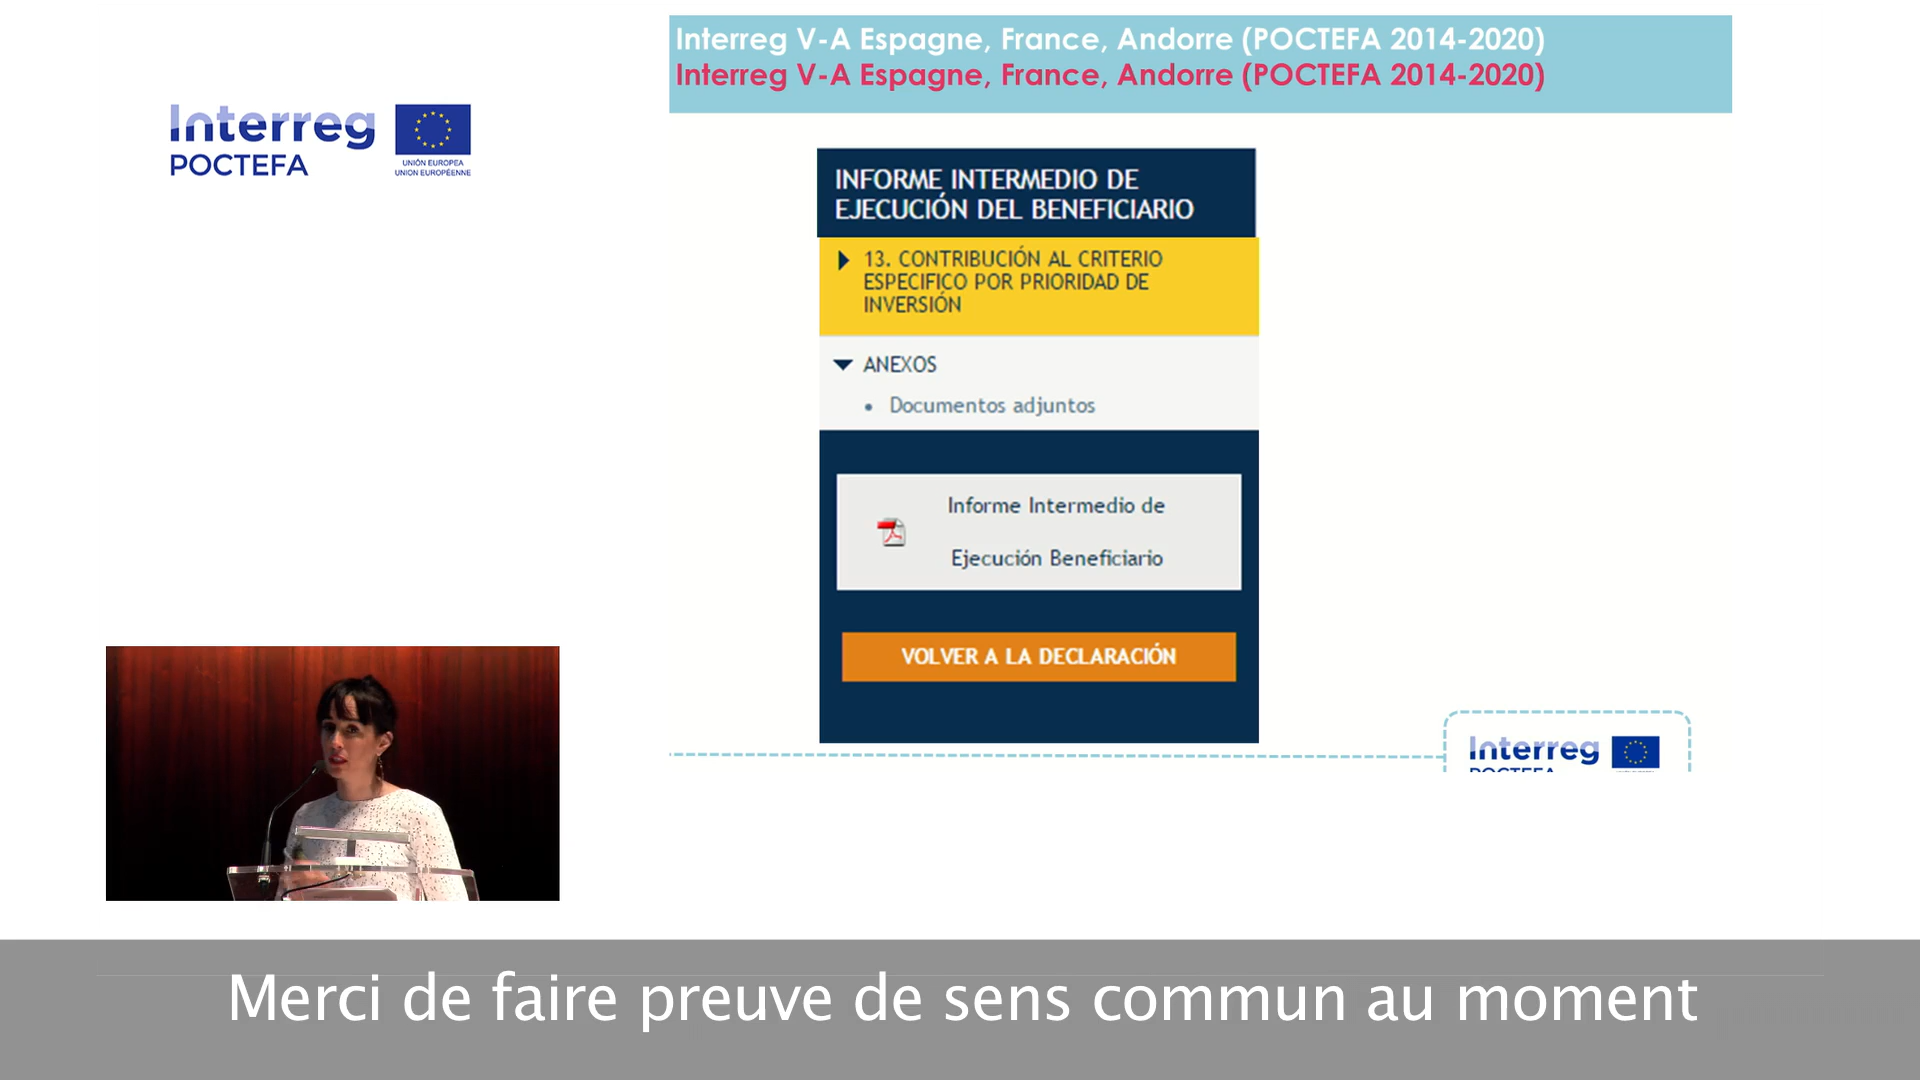 Interreg V-A Espagne, France, Andorre (POCTEFA 2014-2020)
Interreg V-A Espagne, France, Andorre (POCTEFA 2014-2020)
Interreg
POCTEFA
UNIÓN EUROPEA
UNION EUROPÉENNE
INFORME INTERMEDIO DE
EJECUCIÓN DEL BENEFICIARIO
13. CONTRIBUCIÓN AL CRITERIO
ESPECIFICO POR PRIORIDAD DE
INVERSIÓN
ANEXOS
• Documentos adjuntos
Informe Intermedio de
Ejecución Beneficiario
VOLVER A LA DECLARACIÓN
Interreg
POCTEFA
Merci de faire preuve de sens commun au moment